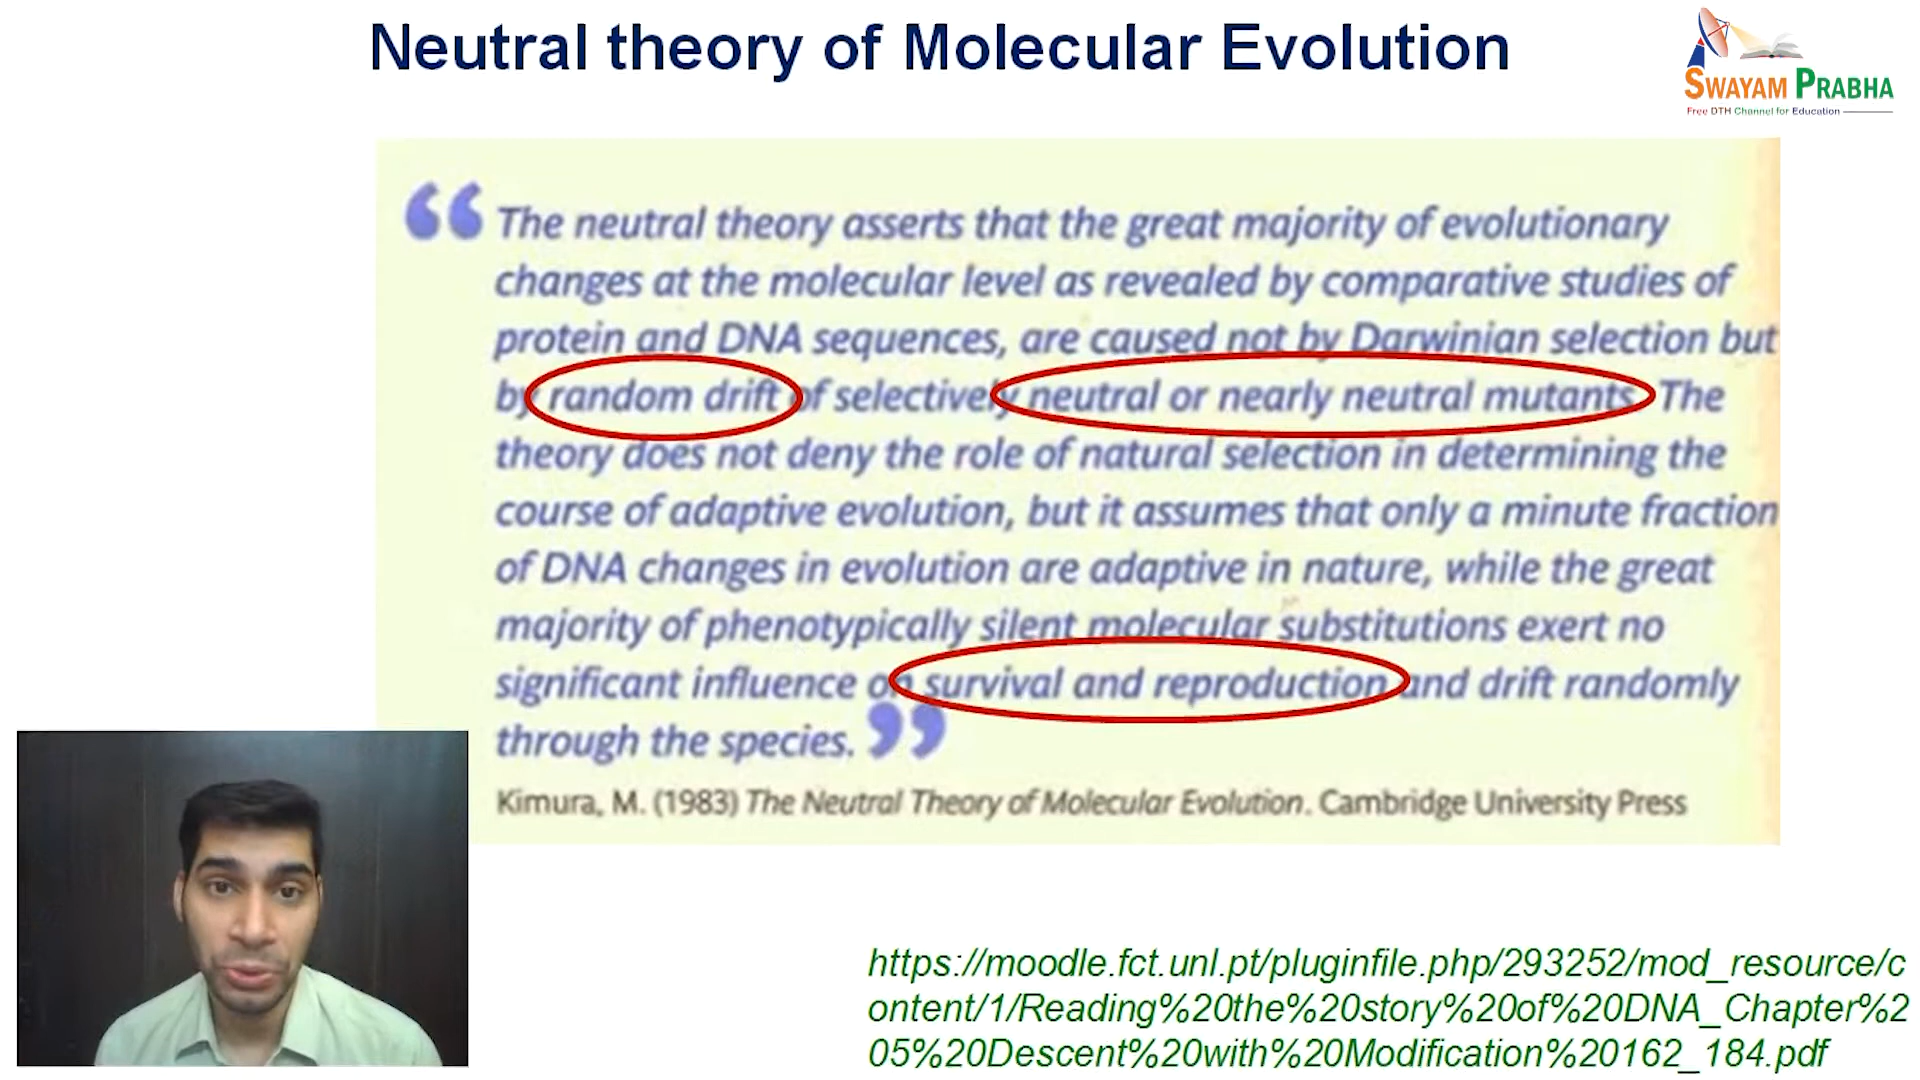 Neutral theory of Molecular Evolution
SWAYAM PRABHA
Free DTH Channel for Education
“The neutral theory asserts that the great majority of evolutionary
changes at the molecular level as revealed by comparative studies of
protein and DNA sequences, are caused not by Darwinian selection but
by random drift of selectively neutral or nearly neutral mutants. The
theory does not deny the role of natural selection in determining the
course of adaptive evolution, but it assumes that only a minute fraction
of DNA changes in evolution are adaptive in nature, while the great
majority of phenotypically silent molecular substitutions exert no
significant influence on survival and reproduction and drift randomly
through the species.”
Kimura, M. (1983) The Neutral Theory of Molecular Evolution. Cambridge University Press
https://moodle.fct.unl.pt/pluginfile.php/293252/mod_resource/c
ontent/1/Reading%20the%20story%20of%20DNA_Chapter%2
05%20Descent%20with%20Modification%20162_184.pdf